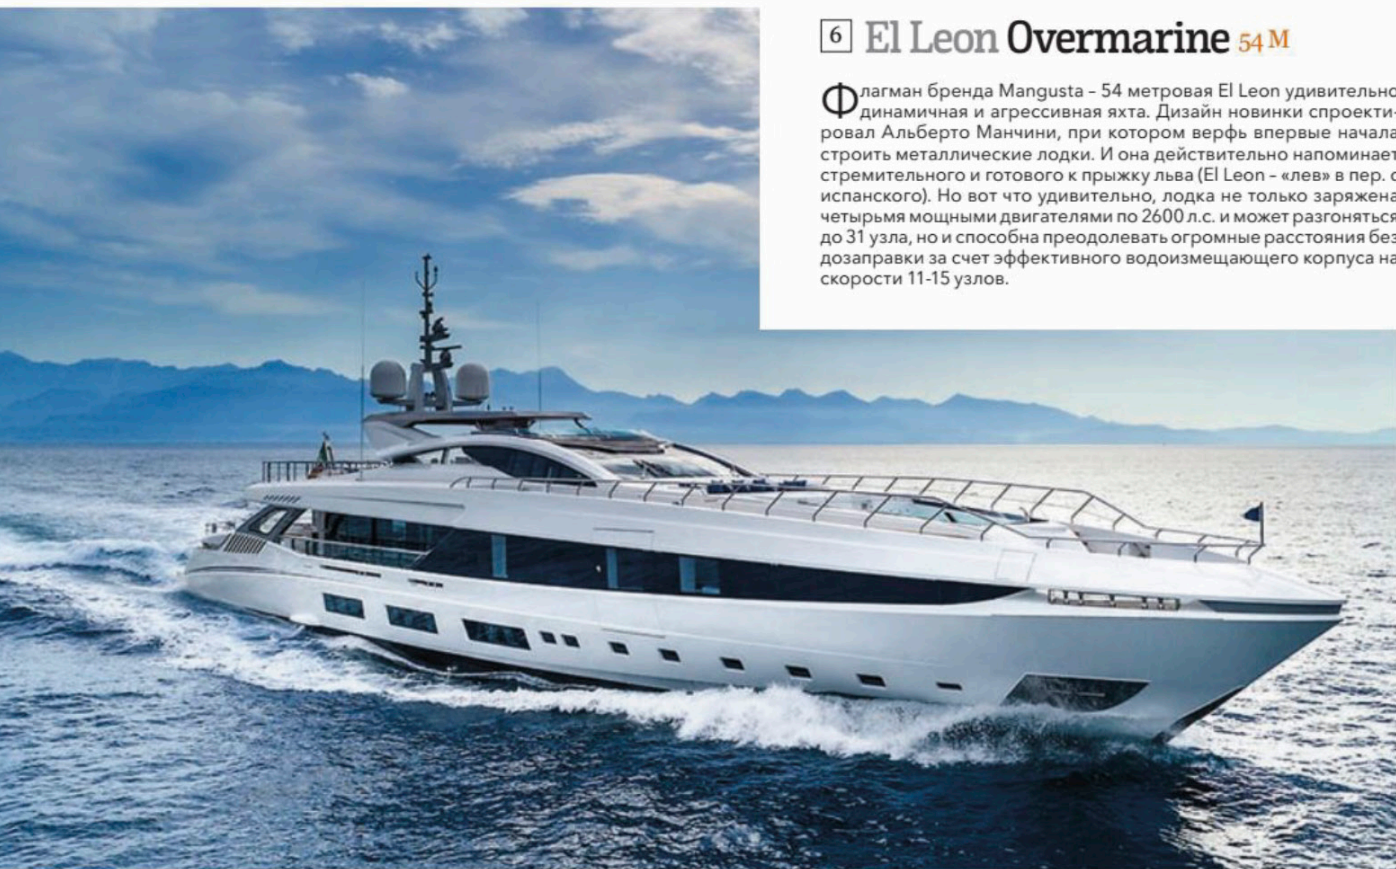 6 El Leon Overmarine 54 М
Флагман бренда Mangusta – 54 метровая El Leon удивительно
динамичная и агрессивная яхта. Дизайн новинки спроекти-
ровал Альберто Манчини, при котором верфь впервые начала
строить металлические лодки. И она действительно напоминает
стремительного и готового к прыжку льва (El Leon – «лев» в пер. с
испанского). Но вот что удивительно, лодка не только заряжена
четырьмя мощными двигателями по 2600 л.с. и может разгоняться
до 31 узла, но и способна преодолевать огромные расстояния без
дозаправки за счет эффективного водоизмещающего корпуса на
скорости 11-15 узлов.